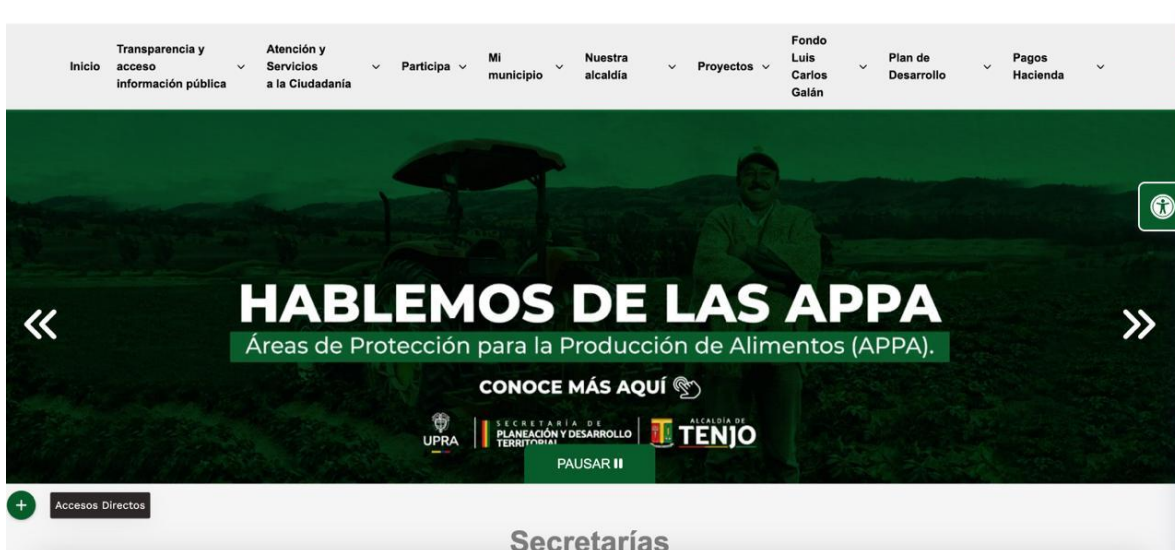 Inicio
Transparencia y
acceso
información pública
Atención y
Servicios
a la Ciudadanía
Participa
Mi
municipio
Nuestra
alcaldía
Proyectos
Fondo
Luis
Carlos
Galán
Plan de
Desarrollo
Pagos
Hacienda
HABLEMOS DE LAS APPA
Áreas de Protección para la Producción de Alimentos (APPA).
CONOCE MÁS AQUÍ
UPRA
SECRETARÍA DE
PLANEACIÓN Y DESARROLLO
TERRITORIAL
ALCALDÍA DE
TENJO
PAUSAR
Accesos Directos
Secretarías